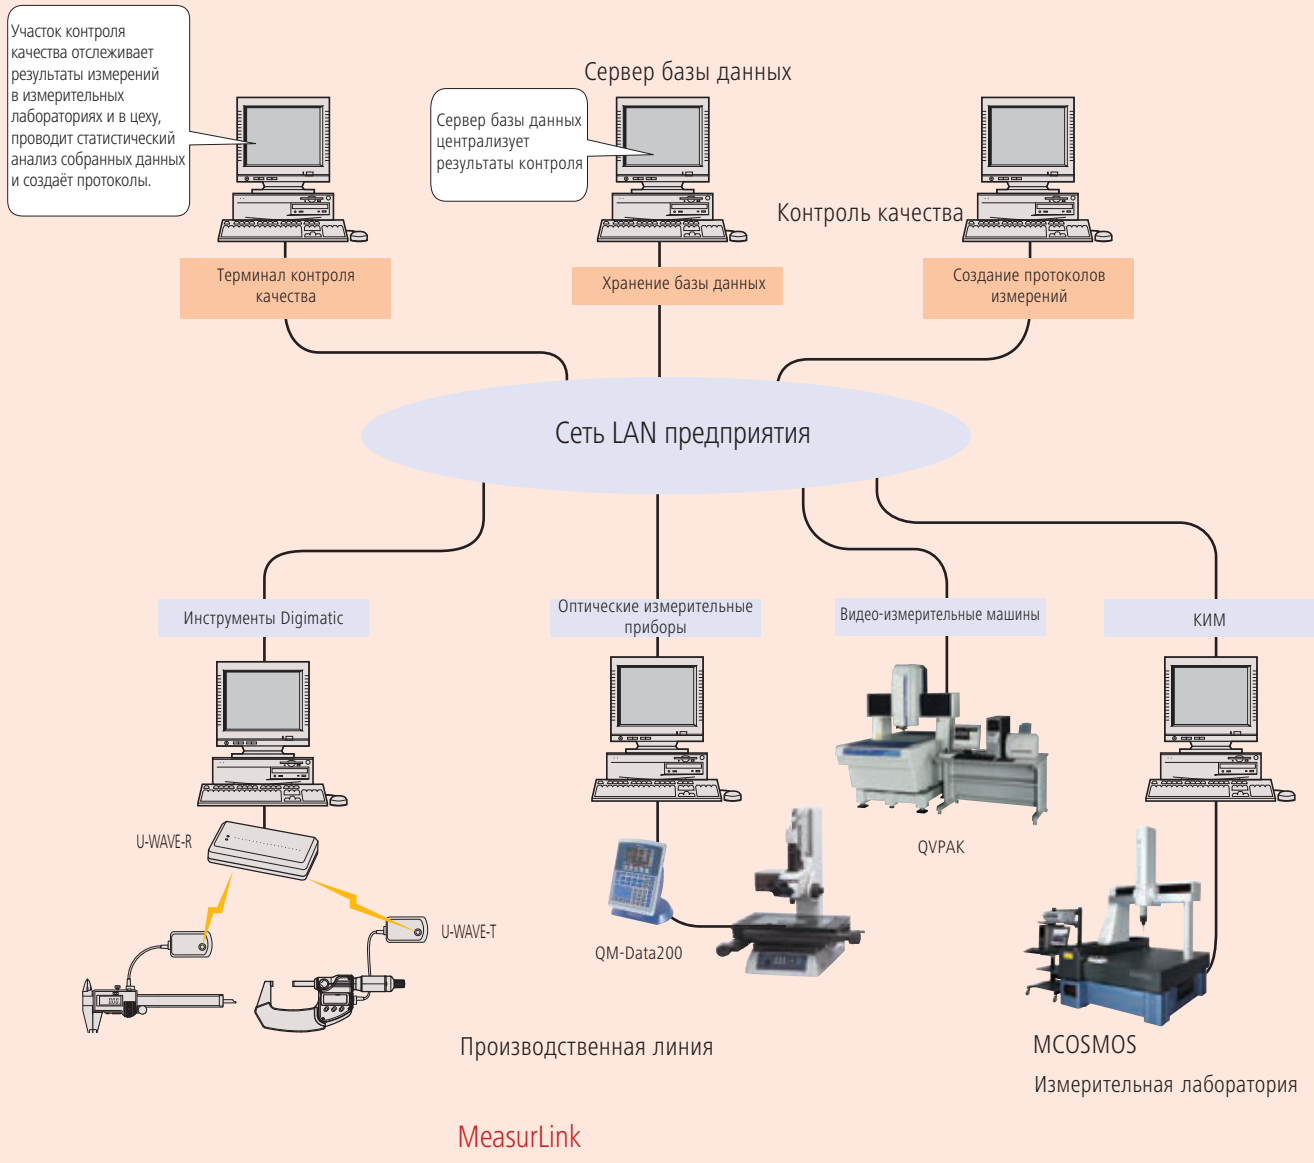 Участок контроля
качества отслеживает
результаты измерений
в измерительных
лабораториях и в цеху,
проводит статистический
анализ собранных данных
и создаёт протоколы.
Сервер базы данных
Сервер базы данных
централизует
результаты контроля
Контроль качества
Терминал контроля
качества
Хранение базы данных
Создание протоколов
измерений
Сеть LAN предприятия
Инструменты Digimatic
Оптические измерительные
приборы
Видео-измерительные машины
КИМ
U-WAVE-R
U-WAVE-T
QM-Data200
QVPAK
Производственная линия
MCOSMOS
Измерительная лаборатория
MeasurLink